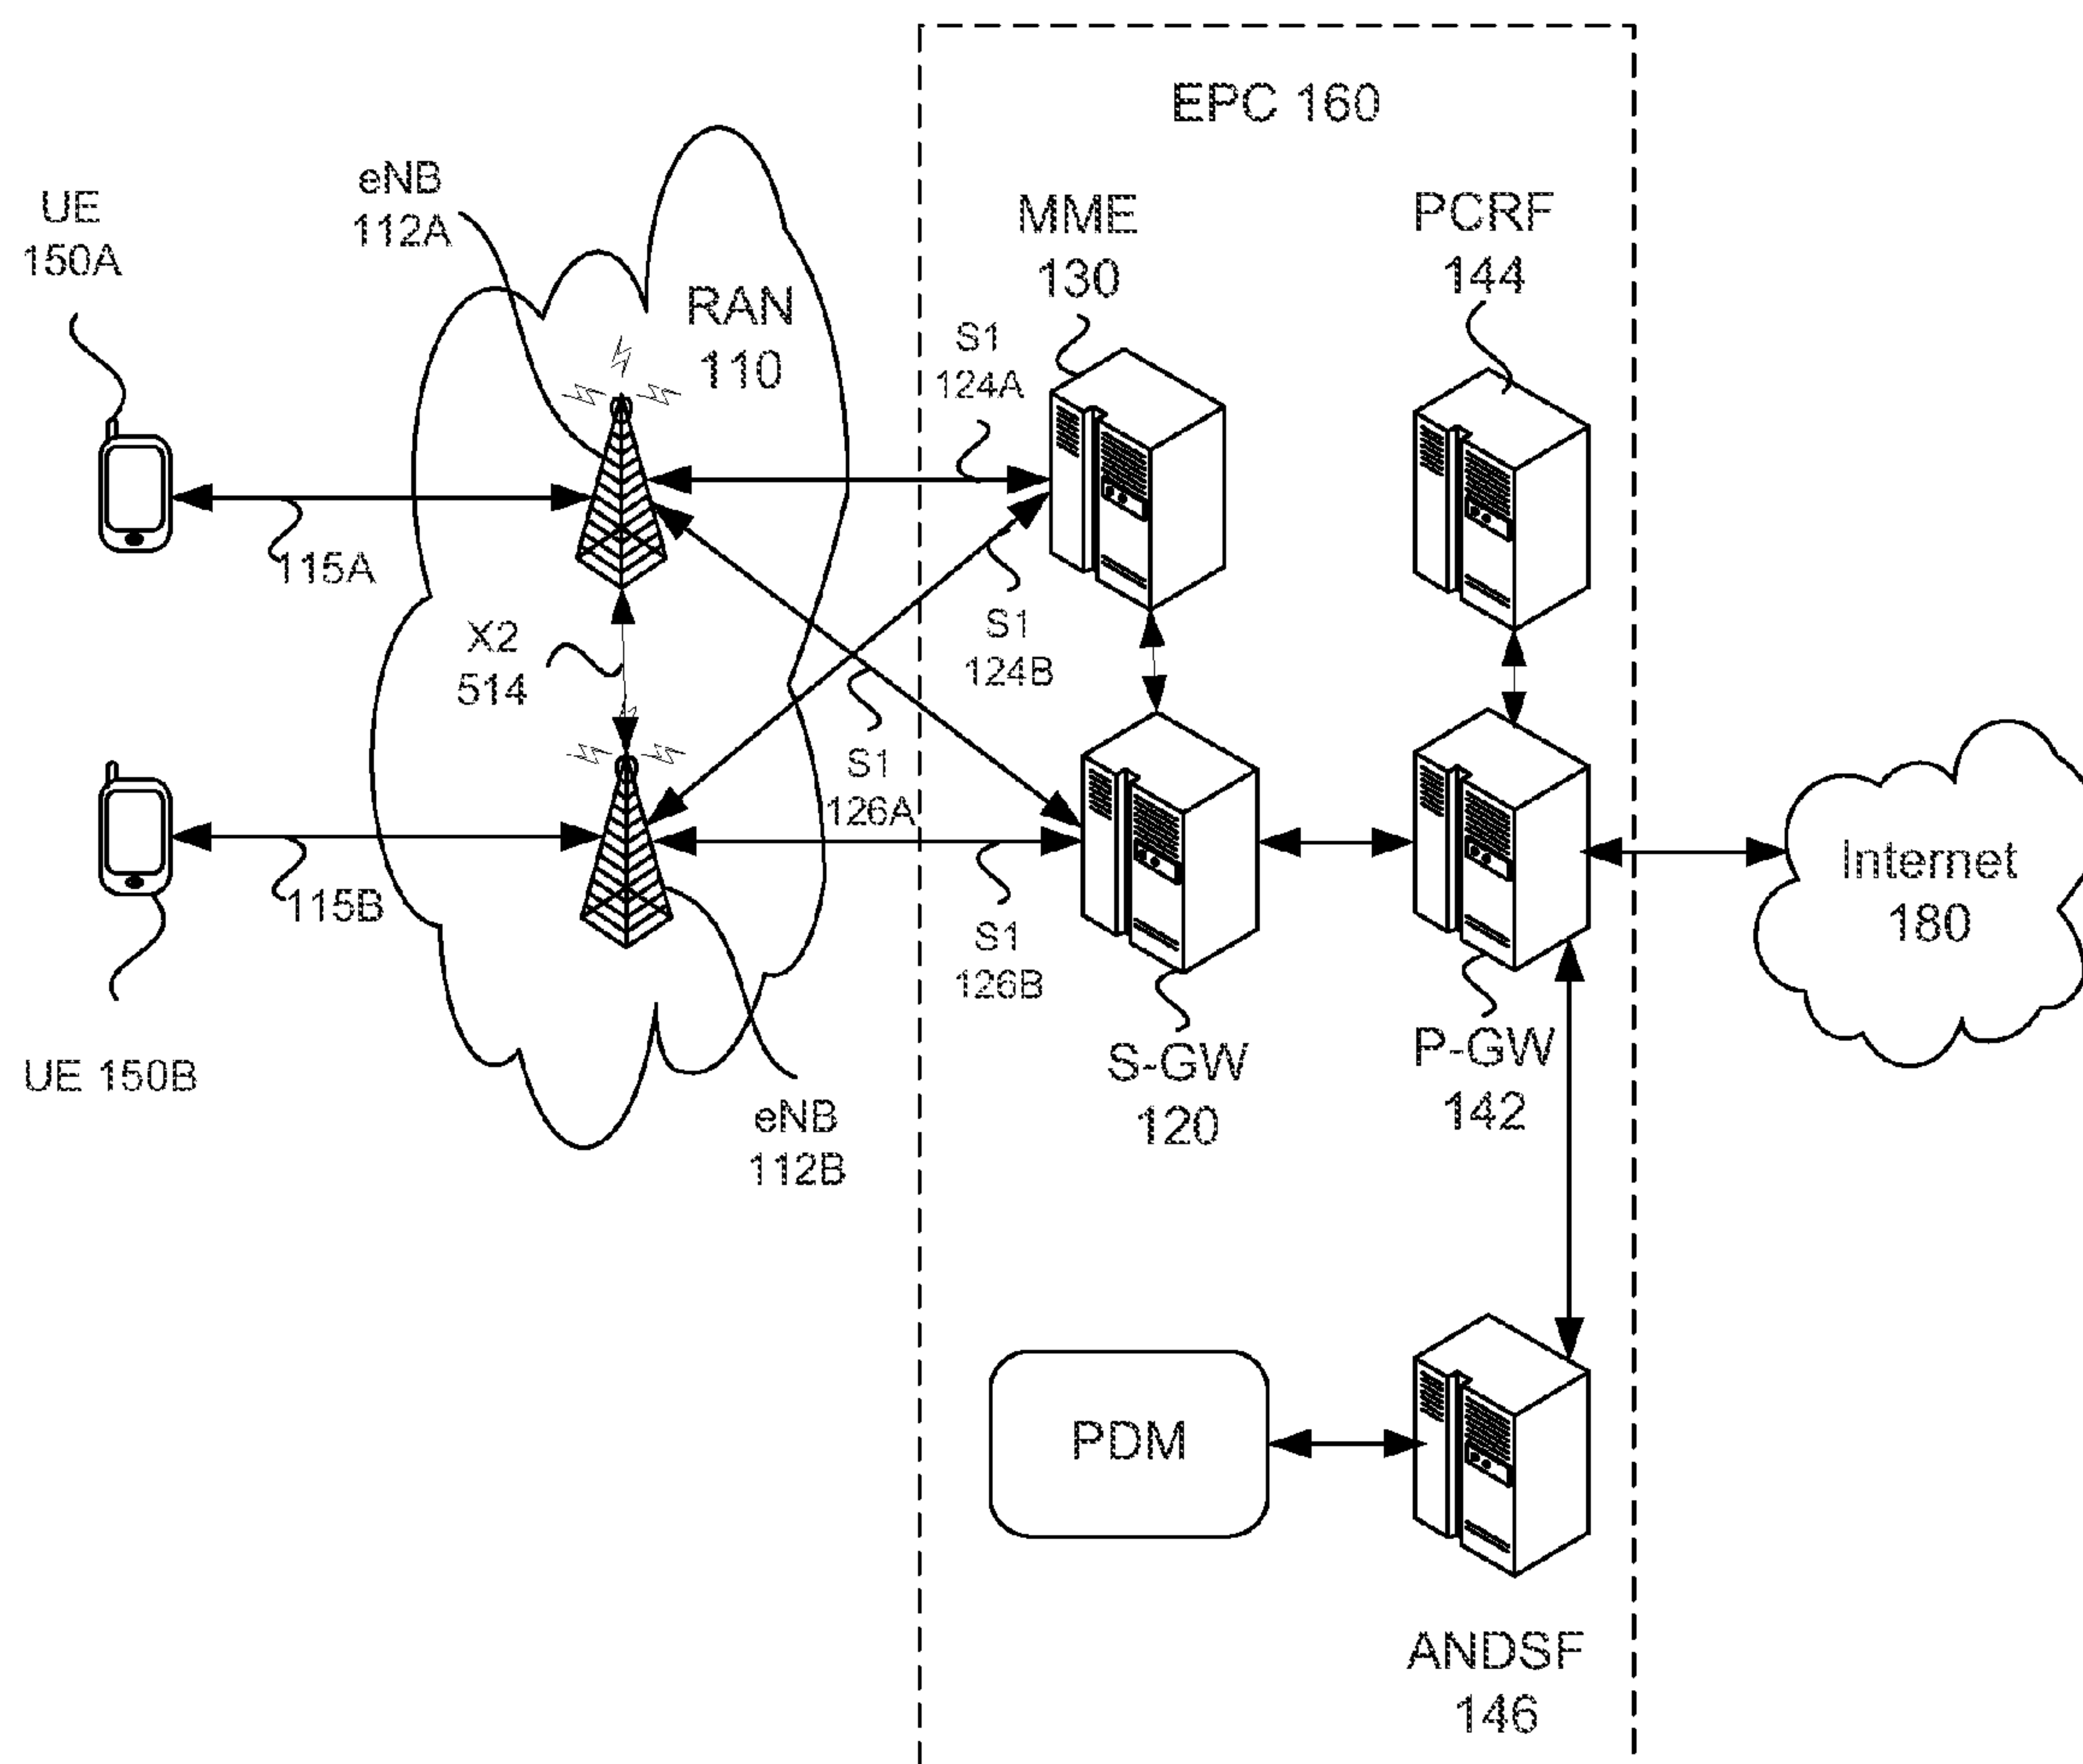 EPC 160
UE
150A
eNB
112A
RAN
110
MME
130
PCRF
144
S1
124A
115A
X2
514
S1
124B
S1
126A
115B
S1
126B
Internet
180
UE 150B
eNB
112B
S-GW
120
P-GW
142
PDM
ANDSF
146